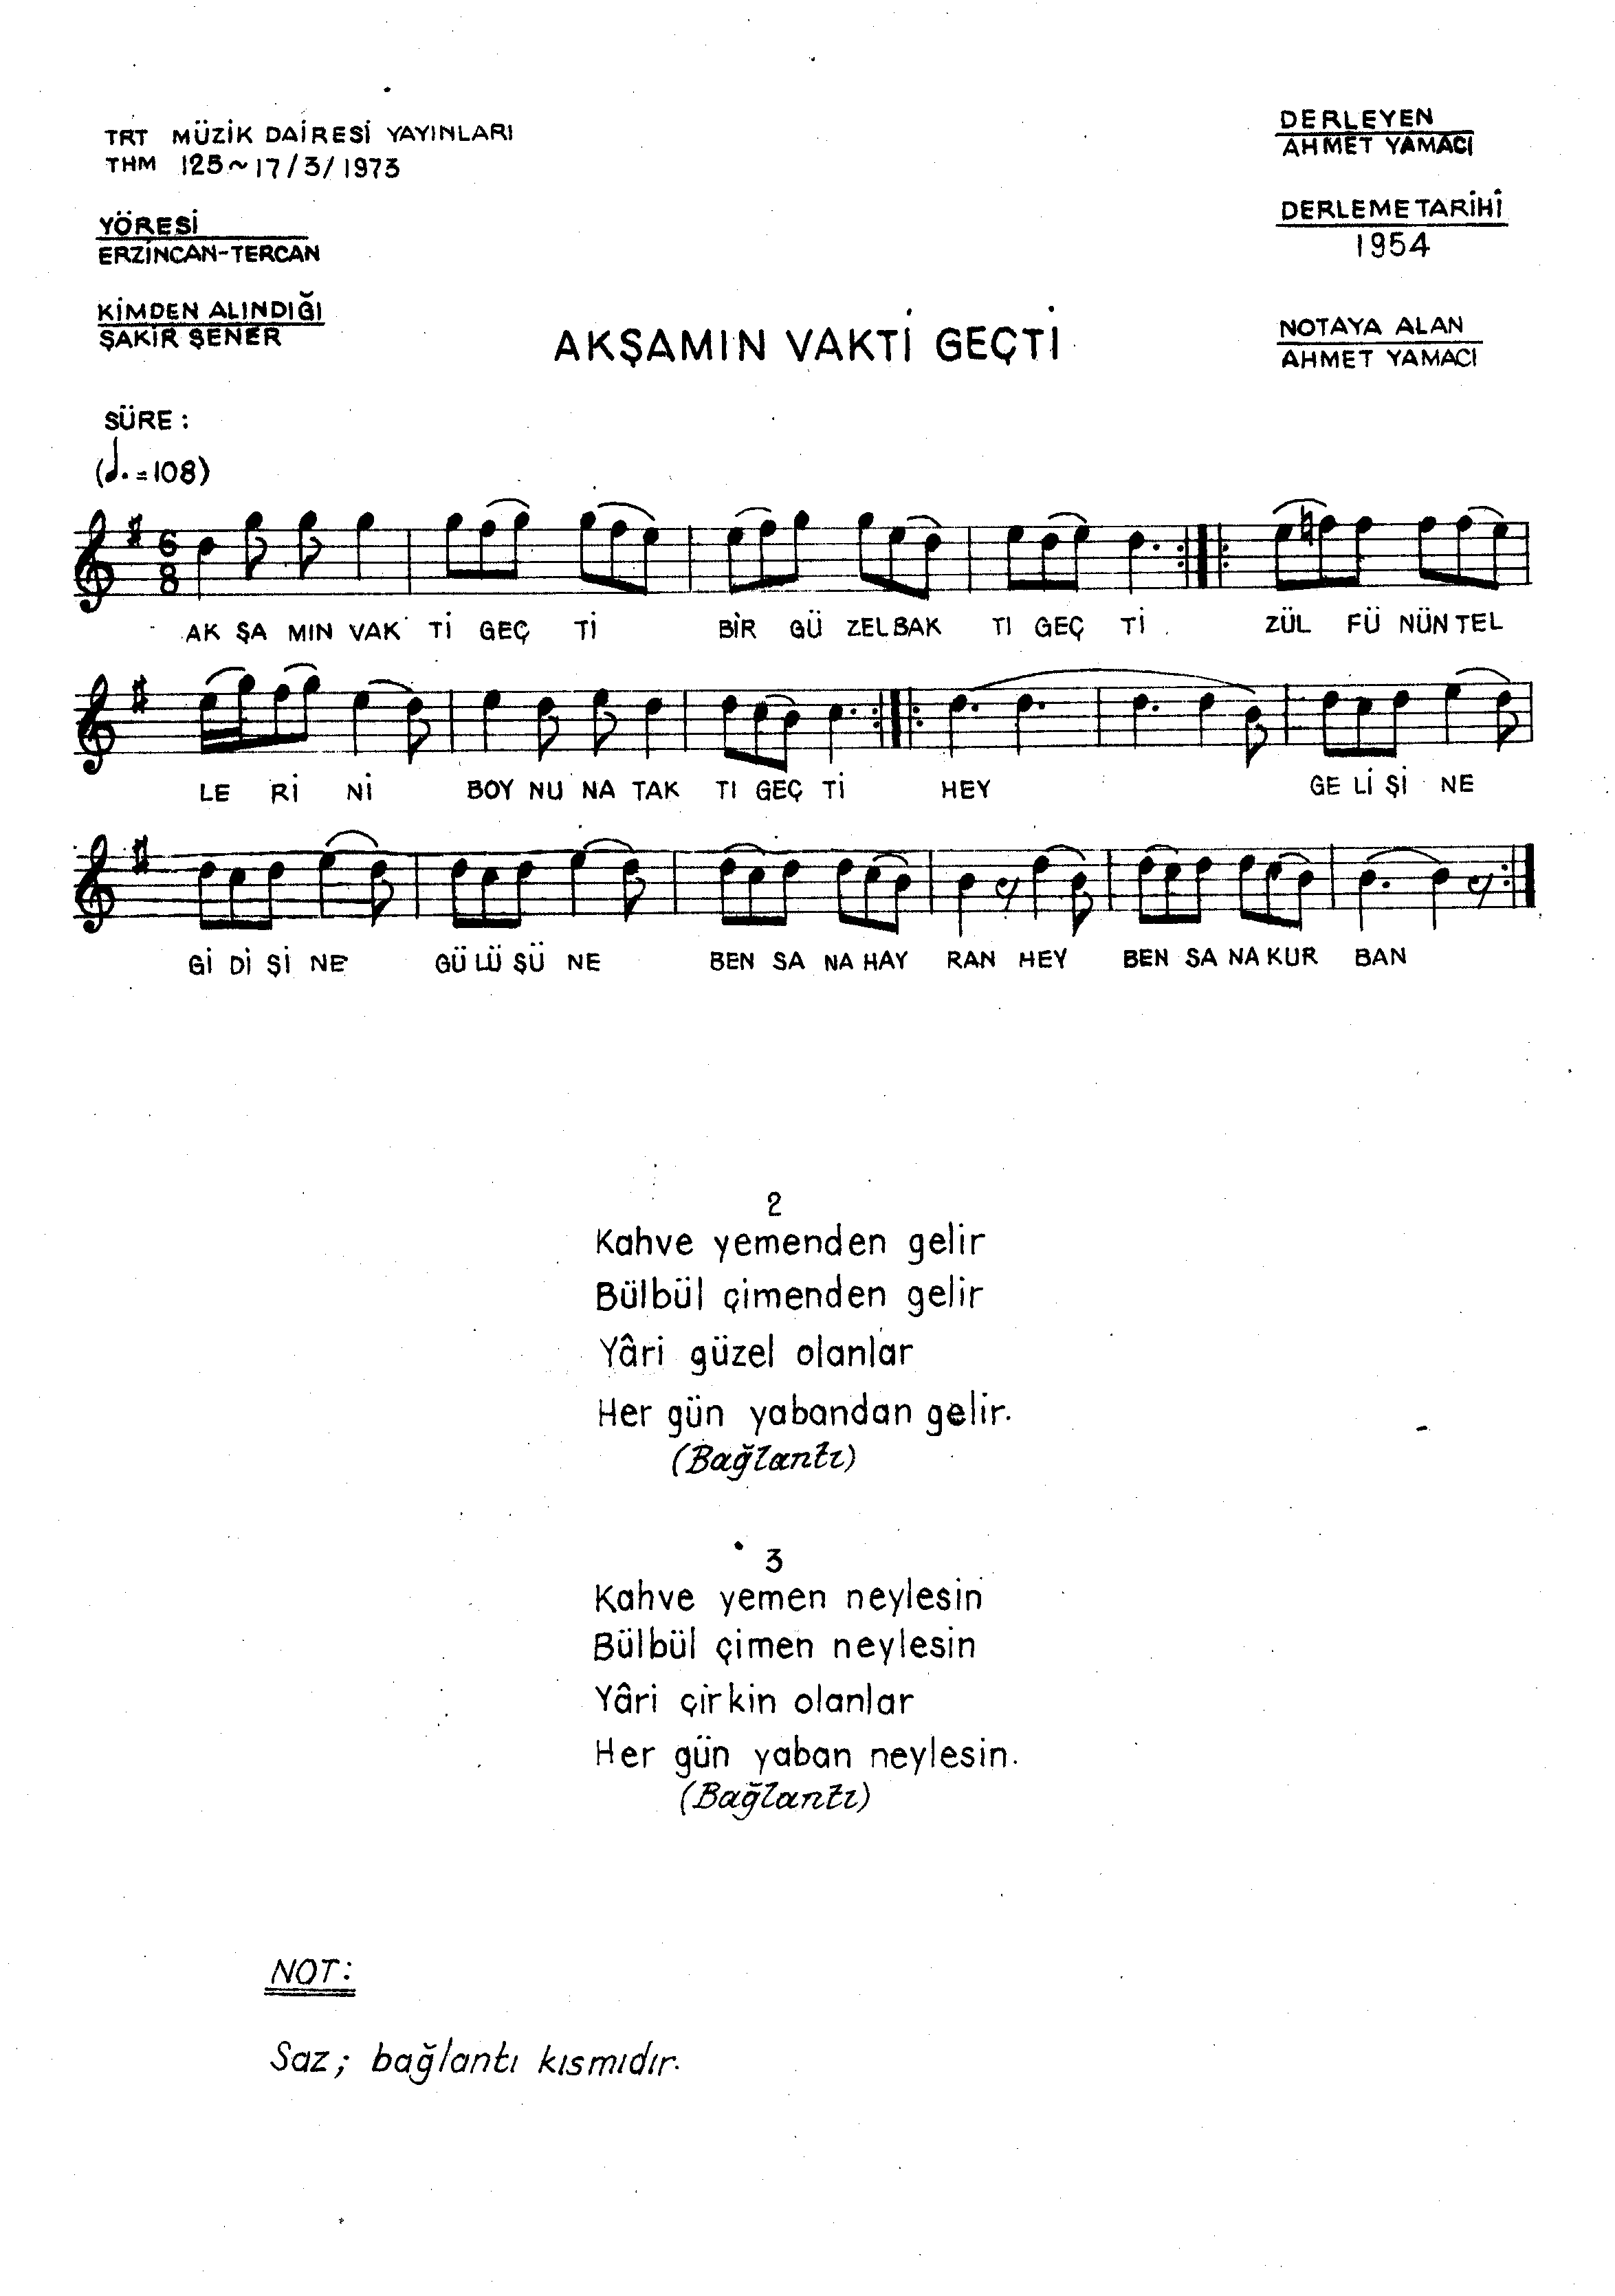 TRT MÜZİK DAİRESİ YAYINLARI
THM 125~17/3/1973
YÖRESİ
ERZİNCAN-TERCAN
KİMDEN ALINDIĞI
ŞAKİR ŞENER
DERLEYEN
AHMET YAMACI
DERLEME TARİHİ
1954
NOTAYA ALAN
AHMET YAMACI
AKŞAMIN VAKTİ GEÇTİ
SÜRE :
(𝅗𝅥. = 108)
6
8
AK ŞA MIN VAK Tİ GEÇ Tİ BİR GÜ ZEL BAK TI GEÇ Tİ ZÜL FÜ NÜN TEL
LE Rİ Nİ BOY NU NA TAK TI GEÇ Tİ HEY GE Lİ Şİ NE
Gİ Dİ Şİ NE GÜ LÜ ŞÜ NE BEN SA NA HAY RAN HEY BEN SA NA KUR BAN
2
Kahve yemenden gelir
Bülbül çimenden gelir
Yâri güzel olanlar
Her gün yabandan gelir.
(Bağlantı)
3
Kahve yemen neylesin
Bülbül çimen neylesin
Yâri çirkin olanlar
Her gün yaban neylesin.
(Bağlantı)
NOT:
Saz; bağlantı kısmıdır.